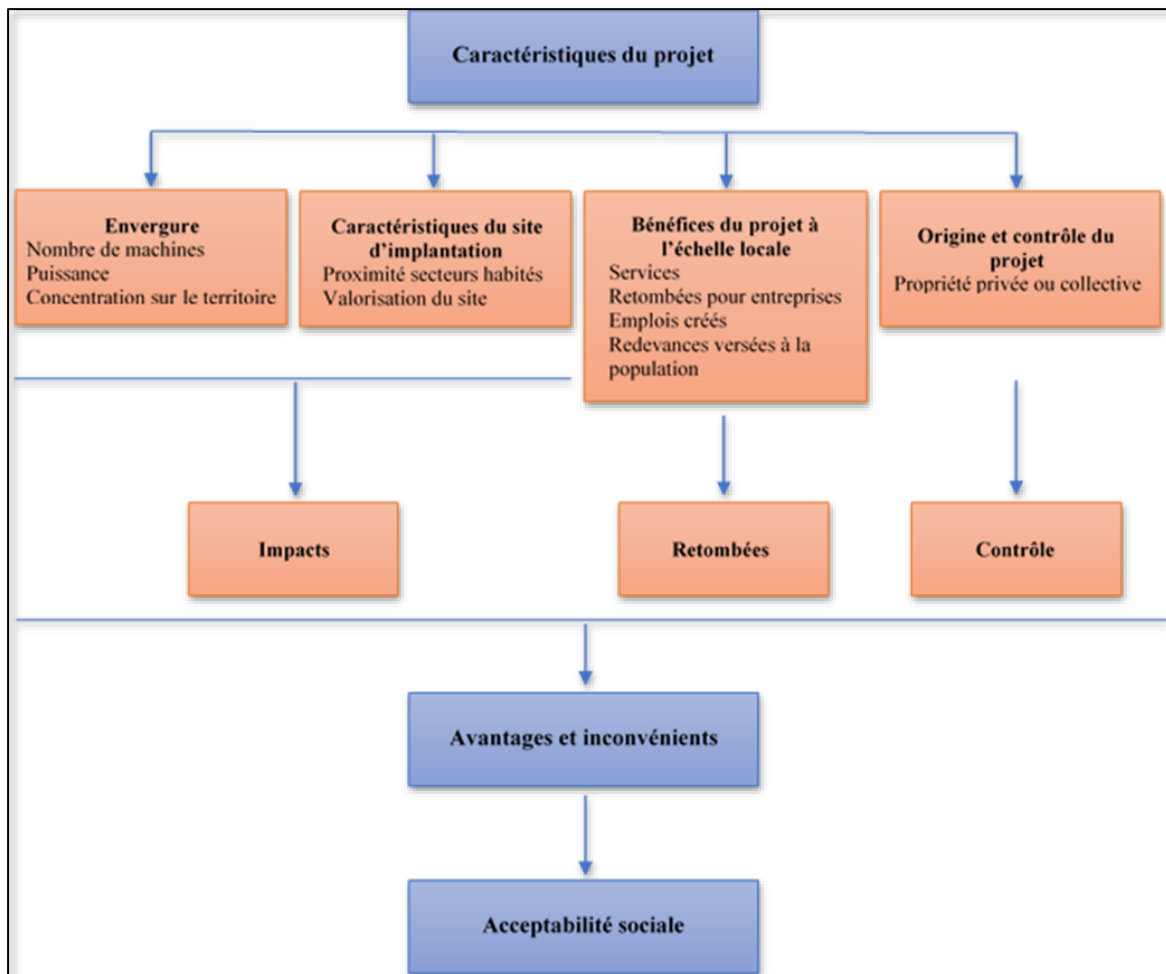 Caractéristiques du projet
Envergure
Nombre de machines
Puissance
Concentration sur le territoire
Caractéristiques du site
d’implantation
Proximité secteurs habités
Valorisation du site
Bénéfices du projet à
l’échelle locale
Services
Retombées pour entreprises
Emplois créés
Redevances versées à la
population
Origine et contrôle du
projet
Propriété privée ou collective
Impacts
Retombées
Contrôle
Avantages et inconvénients
Acceptabilité sociale